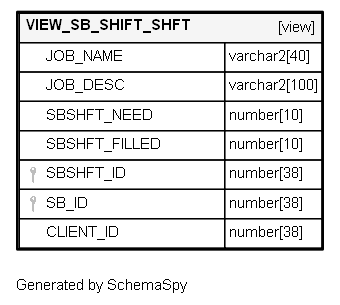 VIEW_SB_SHIFT_SHFT [view]
JOB_NAME varchar2[40]
JOB_DESC varchar2[100]
SBSHFT_NEED number[10]
SBSHFT_FILLED number[10]
SBSHFT_ID number[38]
SB_ID number[38]
CLIENT_ID number[38]
Generated by SchemaSpy